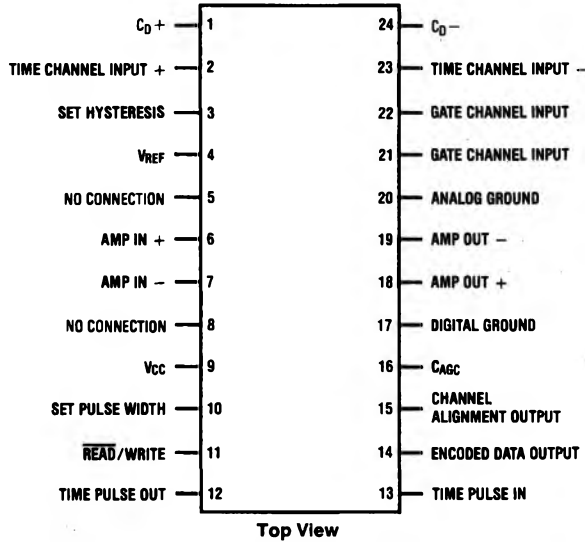 C_D + 1 24 C_D −
TIME CHANNEL INPUT + 2 23 TIME CHANNEL INPUT −
SET HYSTERESIS 3 22 GATE CHANNEL INPUT
V_REF 4 21 GATE CHANNEL INPUT
NO CONNECTION 5 20 ANALOG GROUND
AMP IN + 6 19 AMP OUT −
AMP IN − 7 18 AMP OUT +
NO CONNECTION 8 17 DIGITAL GROUND
V_CC 9 16 C_AGC
SET PULSE WIDTH 10 15 CHANNEL
ALIGNMENT OUTPUT
R̅E̅A̅D̅/WRITE 11 14 ENCODED DATA OUTPUT
TIME PULSE OUT 12 13 TIME PULSE IN
Top View